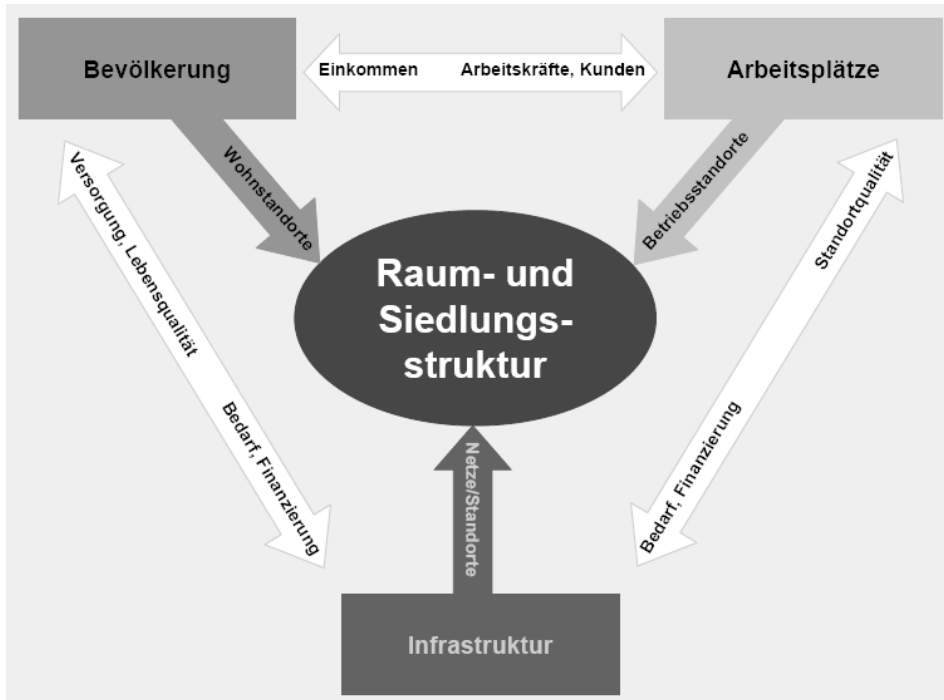 Bevölkerung
Einkommen
Arbeitskräfte, Kunden
Arbeitsplätze
Wohnstandorte
Betriebsstandorte
Versorgung, Lebensqualität
Bedarf, Finanzierung
Standortqualität
Bedarf, Finanzierung
Raum- und
Siedlungs-
struktur
Netze/Standorte
Infrastruktur